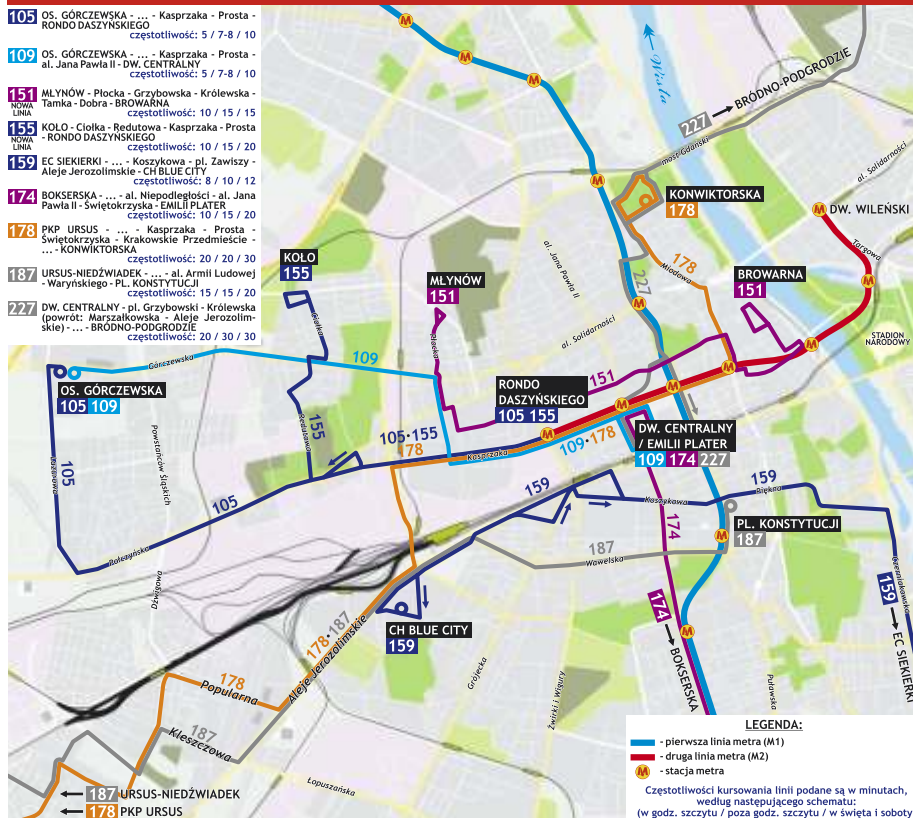 105 OS. GÓRCZEWSKA - ... - Kasprzaka - Prosta -
RONDO DASZYŃSKIEGO
częstotliwość: 5 / 7-8 / 10
109 OS. GÓRCZEWSKA - ... - Kasprzaka - Prosta -
al. Jana Pawła II - DW. CENTRALNY
częstotliwość: 5 / 7-8 / 10
151 MŁYNÓW - Płocka - Grzybowska - Królewska -
NOWA LINIA
Tamka - Dobra - BROWARNA
częstotliwość: 10 / 15 / 15
155 KOŁO - Ciołka - Redutowa - Kasprzaka - Prosta
NOWA LINIA
- RONDO DASZYŃSKIEGO
częstotliwość: 10 / 15 / 20
159 EC SIEKIERKI - ... - Koszykowa - pl. Zawiszy -
Aleje Jerozolimskie - CH BLUE CITY
częstotliwość: 8 / 10 / 12
174 BOKSERSKA - ... - al. Niepodległości - al. Jana
Pawła II - Świętokrzyska - EMILII PLATER
częstotliwość: 10 / 15 / 20
178 PKP URSUS - ... - Kasprzaka - Prosta -
Świętokrzyska - Krakowskie Przedmieście -
... - KONWIKTORSKA
częstotliwość: 20 / 20 / 30
187 URSUS-NIEDŹWIADEK - ... - al. Armii Ludowej
- Waryńskiego - PL. KONSTYTUCJI
częstotliwość: 15 / 15 / 20
227 DW. CENTRALNY - pl. Grzybowski - Królewska
(powrót: Marszałkowska - Aleje Jerozolim-
skie) - ... - BRÓDNO-PODGRODZIE
częstotliwość: 20 / 30 / 30
M
M
M
Wisła
227 BRÓDNO-PODGRODZIE
most Gdański
al. Solidarności
M
M
KONWIKTORSKA
178
M DW. WILEŃSKI
Targowa
M
al. Jana Pawła II
178
Miodowa
227
M
KOŁO
155
MŁYNÓW
151
BROWARNA
151
Ciołka
Płocka
al. Solidarności
STADION
NARODOWY
M
Górczewska
109
OS. GÓRCZEWSKA
105 109
RONDO
DASZYŃSKIEGO
105 155
151
M
M
M
M
Redutowa
155
105·155
178
Kasprzaka
109·178
DW. CENTRALNY
/ EMILII PLATER
109 174 227
Powstańców Śląskich
105
105
159
159
Koszykowa
Piękna
PL. KONSTYTUCJI
187
M
174
187
Wawelska
Połczyńska
Dźwigowa
Czerniakowska
159
EC SIEKIERKI
CH BLUE CITY
159
174
BOKSERSKA
M
178·187
Aleje Jerozolimskie
178
Popularna
187
Kleszczowa
Grójecka
Żwirki i Wigury
Puławska
Łopuszańska
187 URSUS-NIEDŹWIADEK
178 PKP URSUS
LEGENDA:
- pierwsza linia metra (M1)
- druga linia metra (M2)
M - stacja metra
Częstotliwości kursowania linii podane są w minutach,
według następującego schematu:
(w godz. szczytu / poza godz. szczytu / w święta i soboty